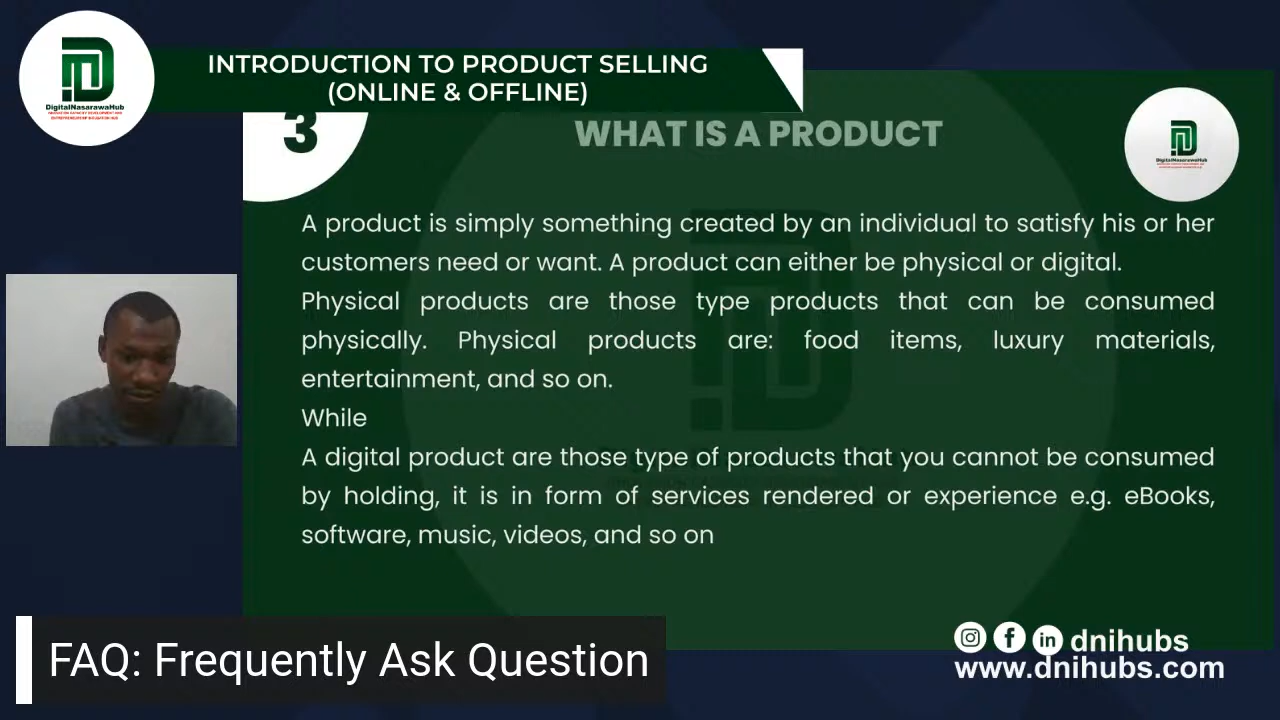 DigitalNasarawaHub
INTRODUCTION TO PRODUCT SELLING
(ONLINE & OFFLINE)
3
WHAT IS A PRODUCT
DigitalNasarawaHub
A product is simply something created by an individual to satisfy his or her
customers need or want. A product can either be physical or digital.
Physical products are those type products that can be consumed
physically. Physical products are: food items, luxury materials,
entertainment, and so on.
While
A digital product are those type of products that you cannot be consumed
by holding, it is in form of services rendered or experience e.g. eBooks,
software, music, videos, and so on
FAQ: Frequently Ask Question
dnihubs
www.dnihubs.com